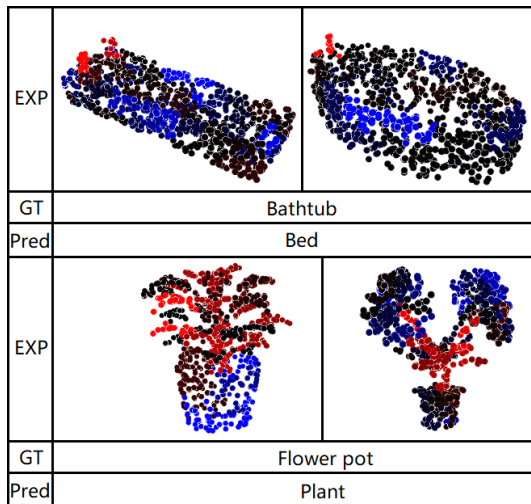 EXP
GT Bathtub
Pred Bed
EXP
GT Flower pot
Pred Plant